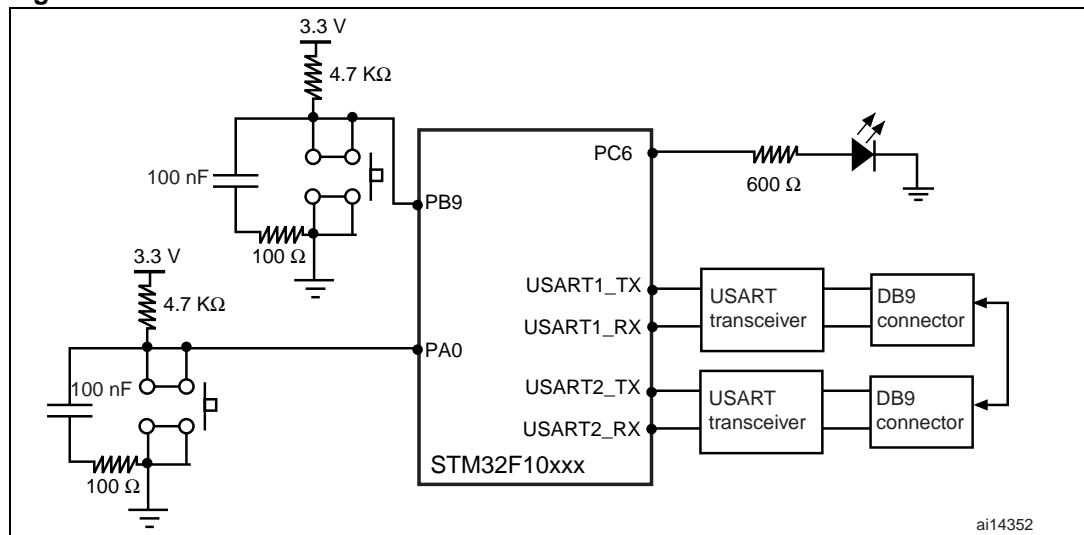 3.3 V
4.7 KΩ
100 nF
100 Ω
PB9
3.3 V
4.7 KΩ
100 nF
100 Ω
PA0
PC6
600 Ω
USART1_TX
USART1_RX
USART2_TX
USART2_RX
STM32F10xxx
USART
transceiver
DB9
connector
USART
transceiver
DB9
connector
ai14352